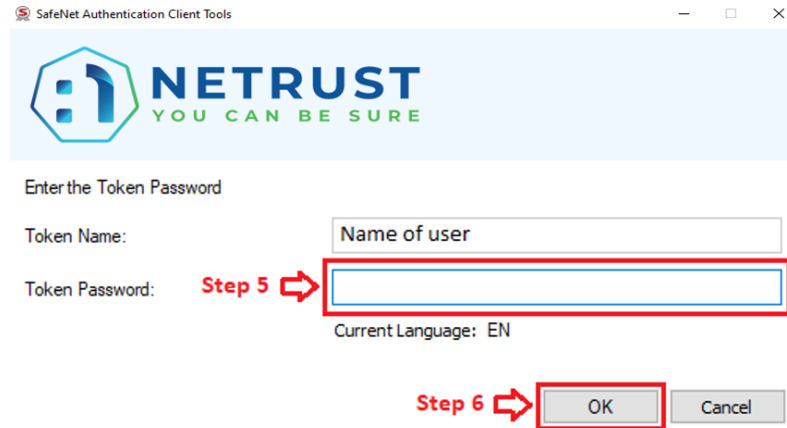 SafeNet Authentication Client Tools
NETRUST
YOU CAN BE SURE
Enter the Token Password
Token Name: Name of user
Token Password: Step 5
Current Language: EN
Step 6 OK Cancel